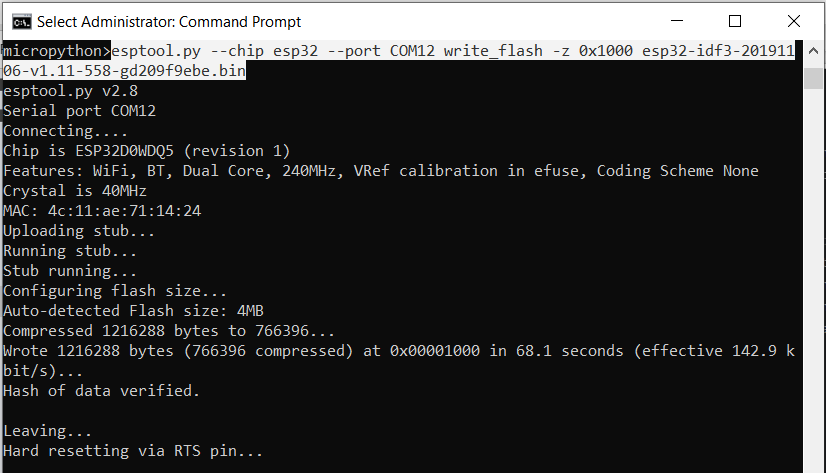 Select Administrator: Command Prompt
micropython>esptool.py --chip esp32 --port COM12 write_flash -z 0x1000 esp32-idf3-201911
06-v1.11-558-gd209f9ebe.bin
esptool.py v2.8
Serial port COM12
Connecting....
Chip is ESP32D0WDQ5 (revision 1)
Features: WiFi, BT, Dual Core, 240MHz, VRef calibration in efuse, Coding Scheme None
Crystal is 40MHz
MAC: 4c:11:ae:71:14:24
Uploading stub...
Running stub...
Stub running...
Configuring flash size...
Auto-detected Flash size: 4MB
Compressed 1216288 bytes to 766396...
Wrote 1216288 bytes (766396 compressed) at 0x00001000 in 68.1 seconds (effective 142.9 k
bit/s)...
Hash of data verified.
Leaving...
Hard resetting via RTS pin...